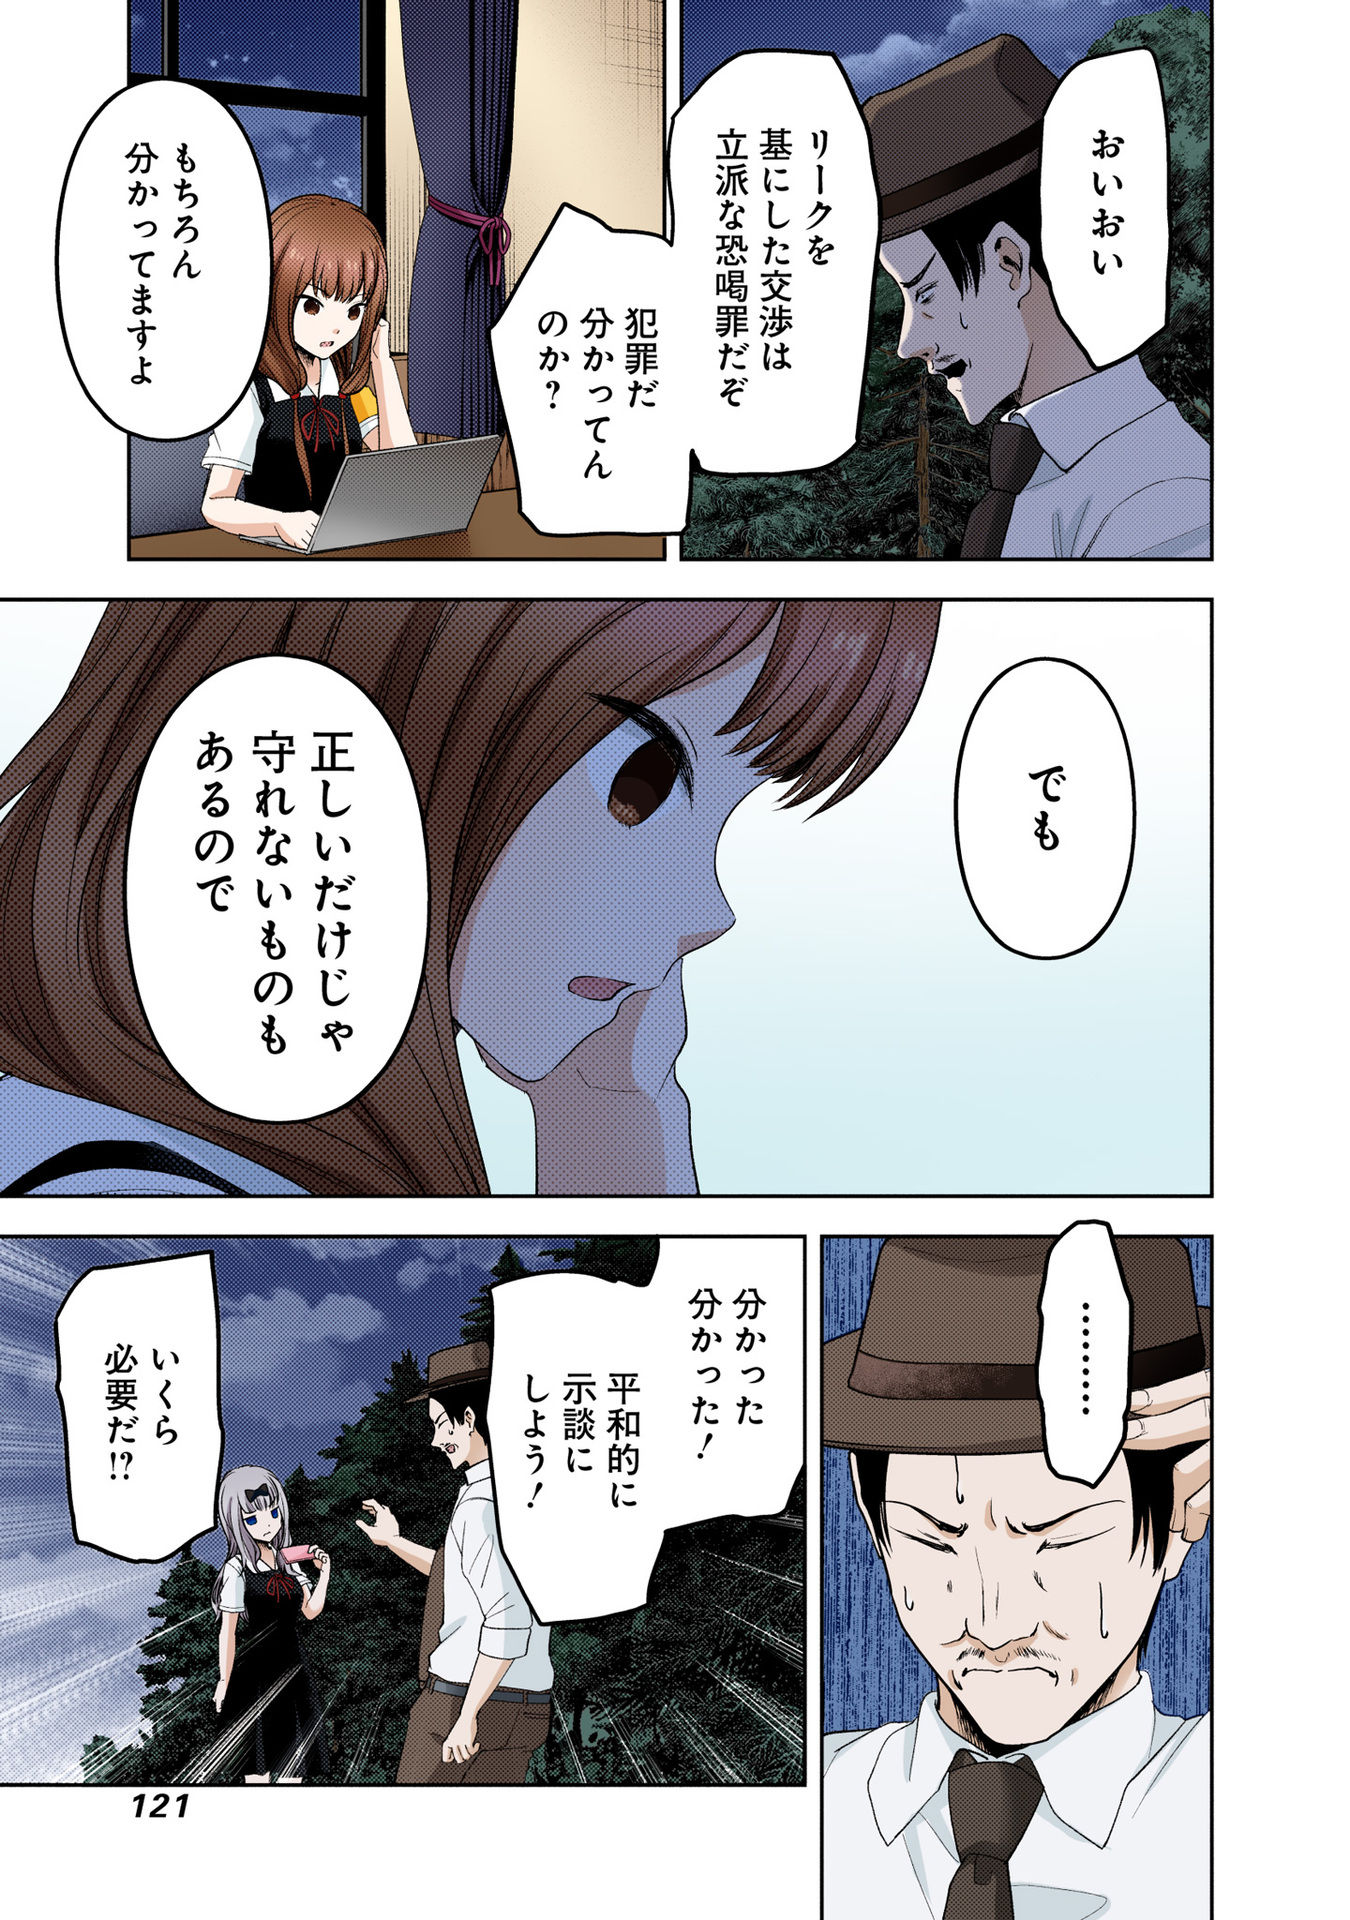 おいおい
リークを
基にした交渉は
立派な恐喝罪だぞ
犯罪だ
分かってん
のか？
もちろん
分かってますよ
でも
正しいだけじゃ
守れないものも
あるので
………
分かった
分かった！
平和的に
示談に
しよう！
いくら
必要だ!?
121